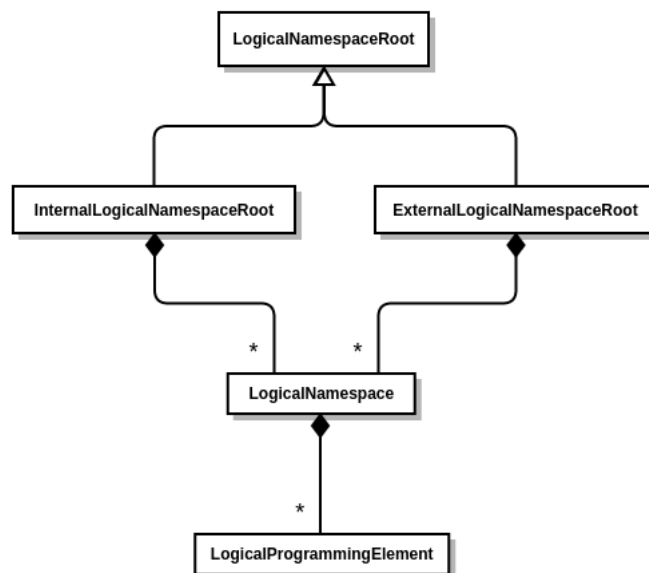 LogicalNamespaceRoot
InternalLogicalNamespaceRoot
ExternalLogicalNamespaceRoot
* *
LogicalNamespace
*
LogicalProgrammingElement